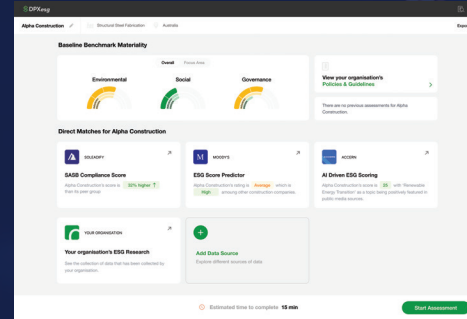 DPXesg
Alpha Construction
Structural Steel Fabrication
Australia
Expo
Baseline Benchmark Materiality
Overall
Focus Area
Environmental
Social
Governance
View your organisation's
Policies & Guidelines
There are no previous assessments for Alpha
Construction.
Direct Matches for Alpha Construction
SASB Compliance Score
Alpha Construction's score is 32% higher ↑
than its peer group
M
MOODY'S
ESG Score Predictor
Alpha Construction's rating is Average which is
High among other construction companies.
ACCERN
AI Driven ESG Scoring
Alpha Construction's score is 25 with 'Renewable
Energy Transition' as a topic being positively featured in
public media sources.
YOUR ORGANISATION
Your organisation's ESG Research
See the collection of data that has been collected by
your organisation.
Add Data Source
Explore different sources of data
Estimated time to complete 15 min
Start Assessment